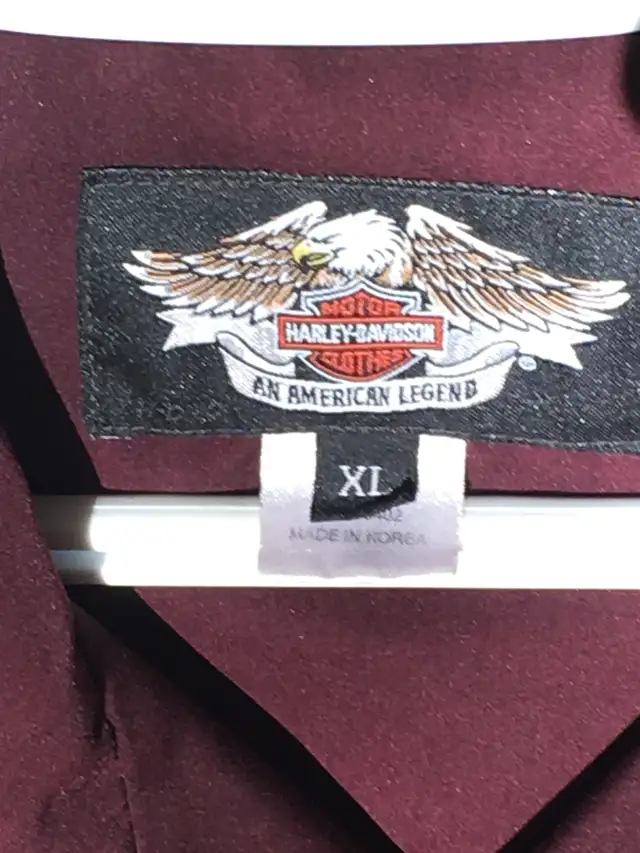 MOTOR
HARLEY-DAVIDSON
CLOTHES
AN AMERICAN LEGEND
®
XL
MADE IN KOREA